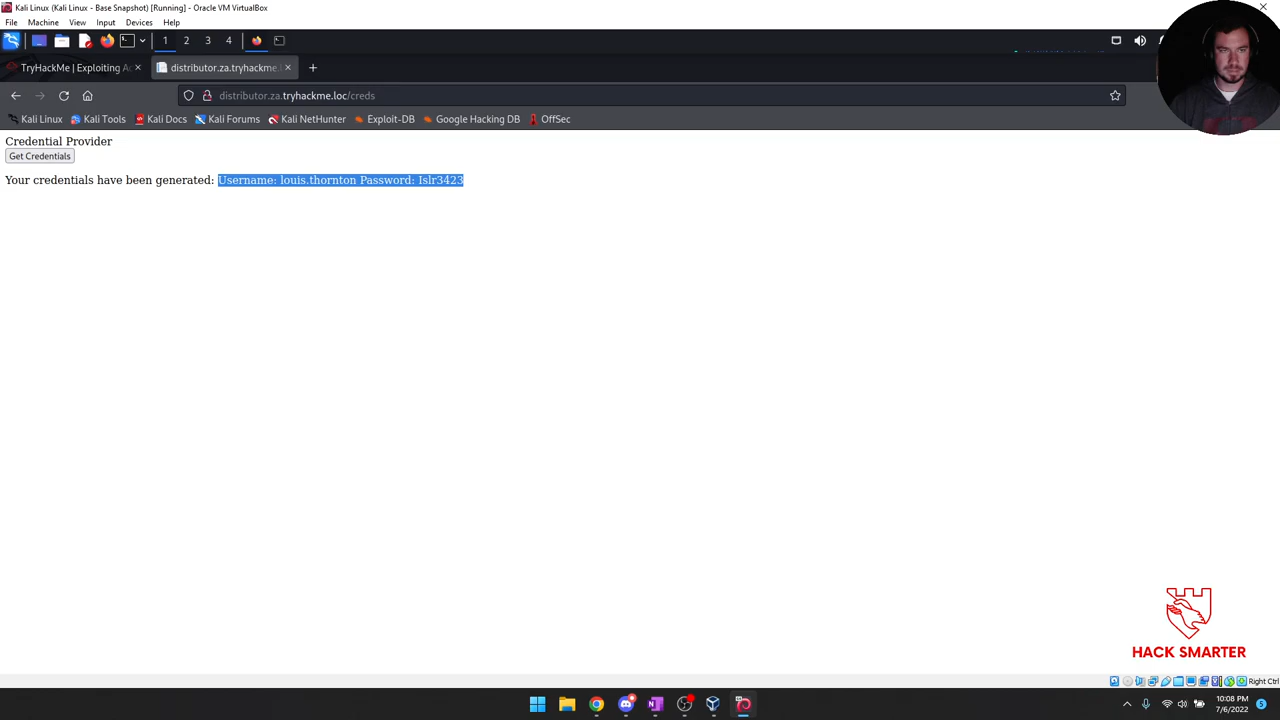 Kali Linux (Kali Linux - Base Snapshot) [Running] - Oracle VM VirtualBox
File Machine View Input Devices Help
1 2 3 4
TryHackMe | Exploiting Ac
distributor.za.tryhackme.
distributor.za.tryhackme.loc/creds
Kali Linux Kali Tools Kali Docs Kali Forums Kali NetHunter Exploit-DB Google Hacking DB OffSec
Credential Provider
Get Credentials
Your credentials have been generated: Username: louis.thornton Password: Islr3423
HACK SMARTER
Right Ctrl
10:08 PM
7/6/2022
5